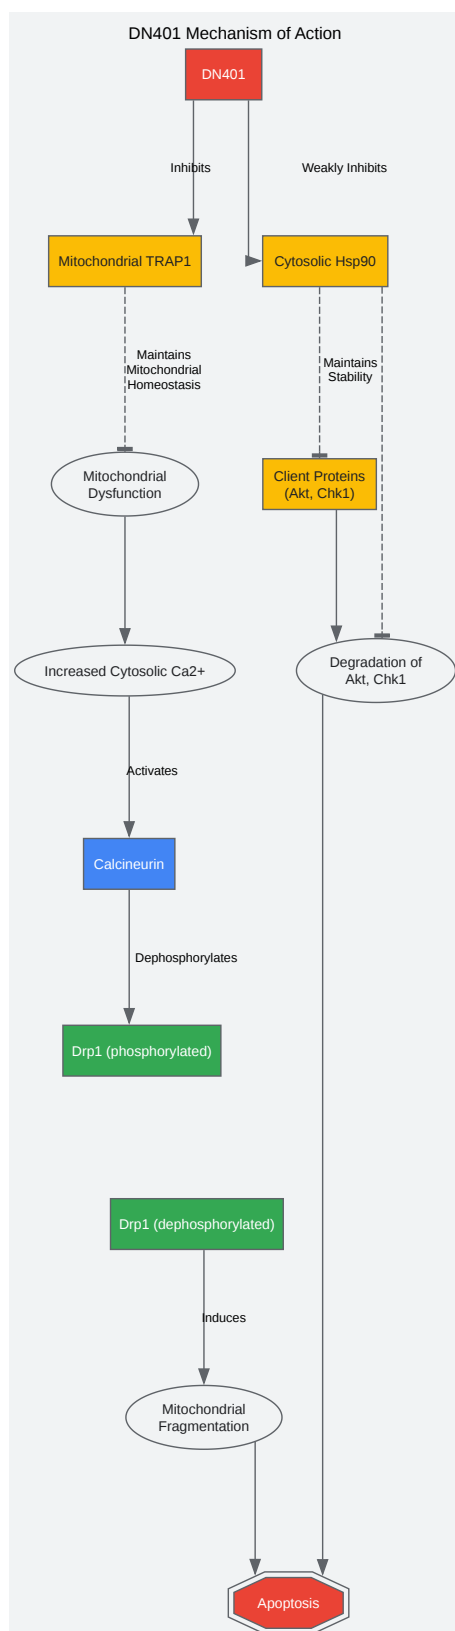 DN401 Mechanism of Action
DN401
Inhibits
Weakly Inhibits
Mitochondrial TRAP1
Cytosolic Hsp90
Maintains
Mitochondrial
Homeostasis
Maintains
Stability
Mitochondrial
Dysfunction
Client Proteins
(Akt, Chk1)
Increased Cytosolic Ca2+
Degradation of
Akt, Chk1
Activates
Calcineurin
Dephosphorylates
Drp1 (phosphorylated)
Drp1 (dephosphorylated)
Induces
Mitochondrial
Fragmentation
Apoptosis